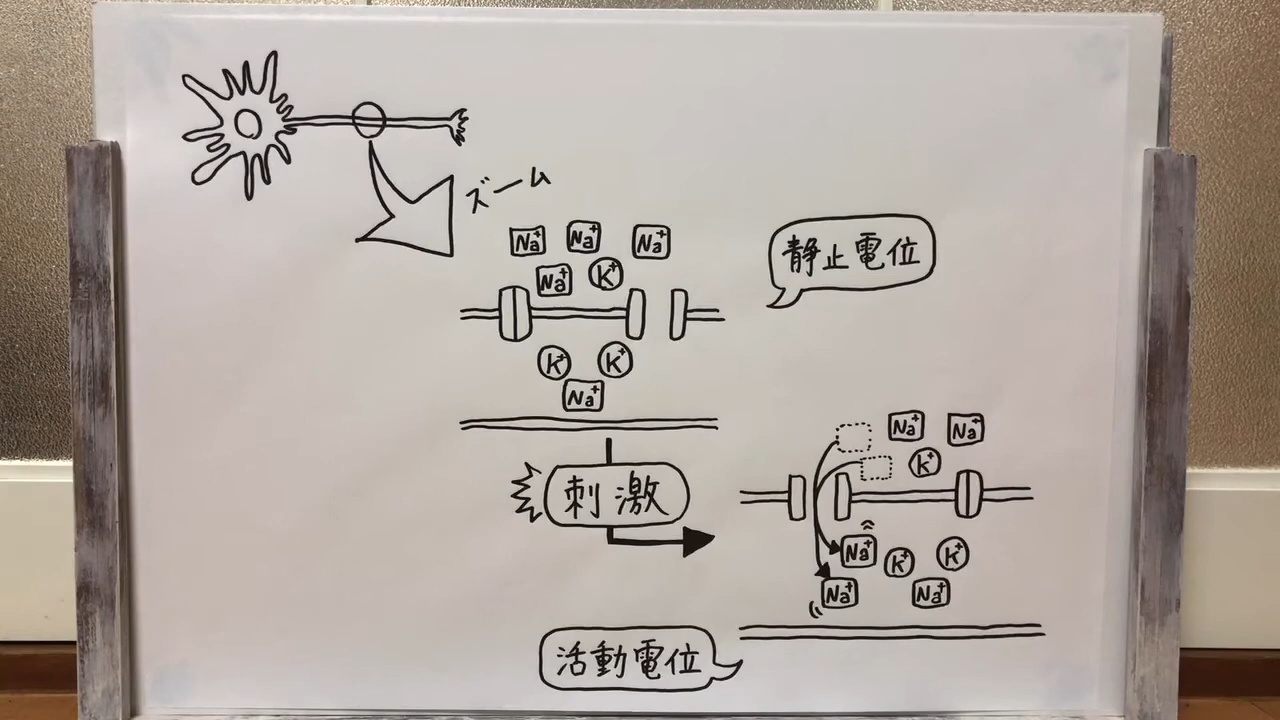 ズーム
Na⁺ Na⁺ Na⁺
Na⁺ K⁺
静止電位
K⁺ K⁺
Na⁺
刺激
Na⁺ Na⁺
K⁺
Na⁺ K⁺ K⁺
Na⁺ Na⁺
活動電位